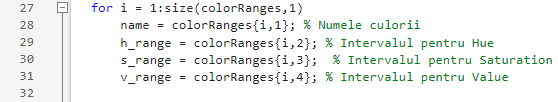 27 for i = 1:size(colorRanges,1)
28 name = colorRanges{i,1}; % Numele culorii
29 h_range = colorRanges{i,2}; % Intervalul pentru Hue
30 s_range = colorRanges{i,3};  % Intervalul pentru Saturation
31 v_range = colorRanges{i,4}; % Intervalul pentru Value
32